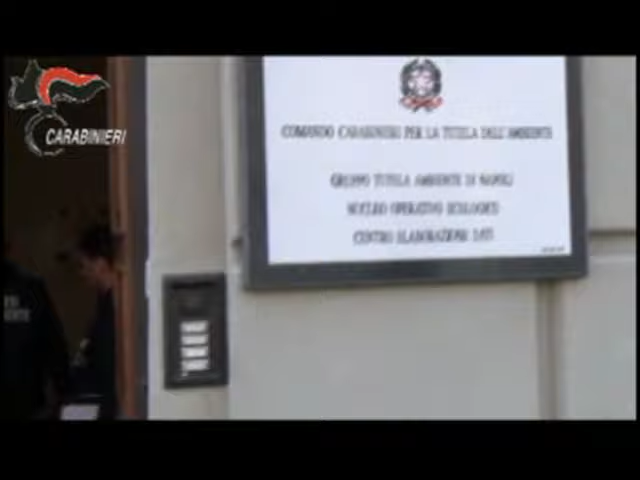 CARABINIERI
COMANDO CARABINIERI PER LA TUTELA DELL'AMBIENTE
GRUPPO TUTELA AMBIENTE DI NAPOLI
NUCLEO OPERATIVO ECOLOGICO
CENTRO ELABORAZIONE DATI